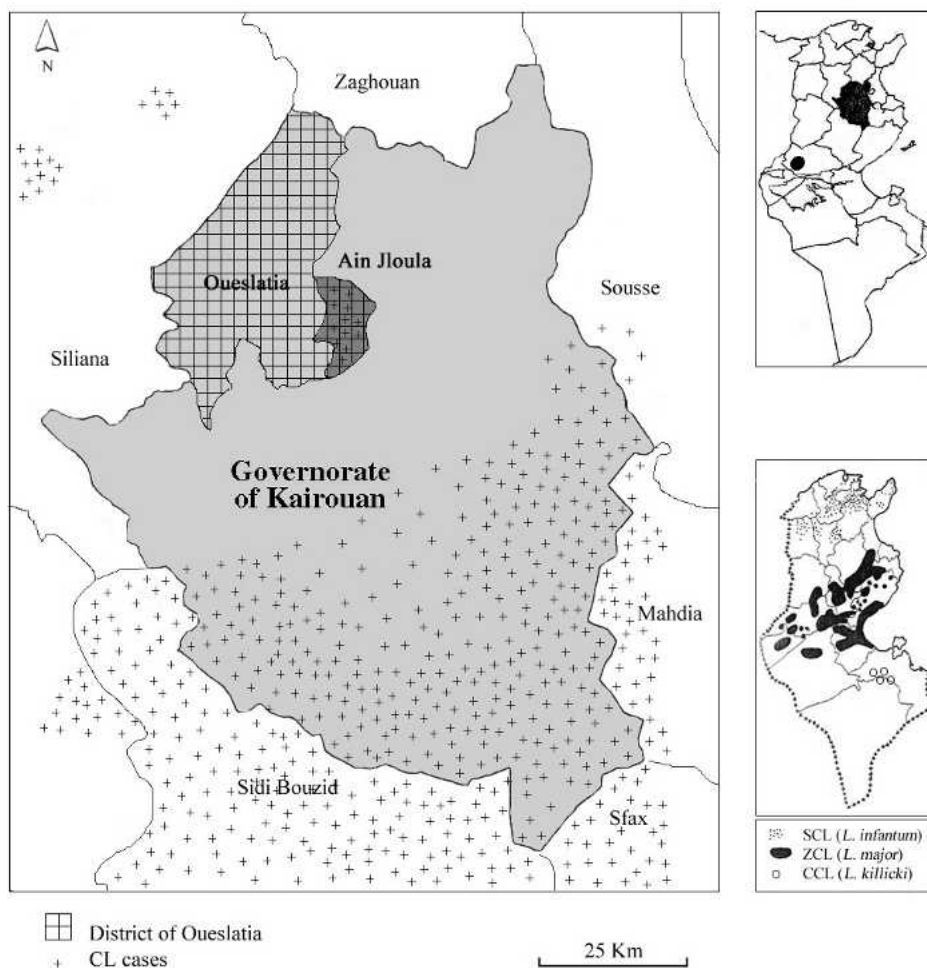 N
Zaghouan
Ain Jloula
Oueslatia
Sousse
Siliana
Governorate
of Kairouan
Mahdia
Sidi Bouzid
Sfax
District of Oueslatia
CL cases
25 Km
SCL (L. infantum)
ZCL (L. major)
CCL (L. killicki)